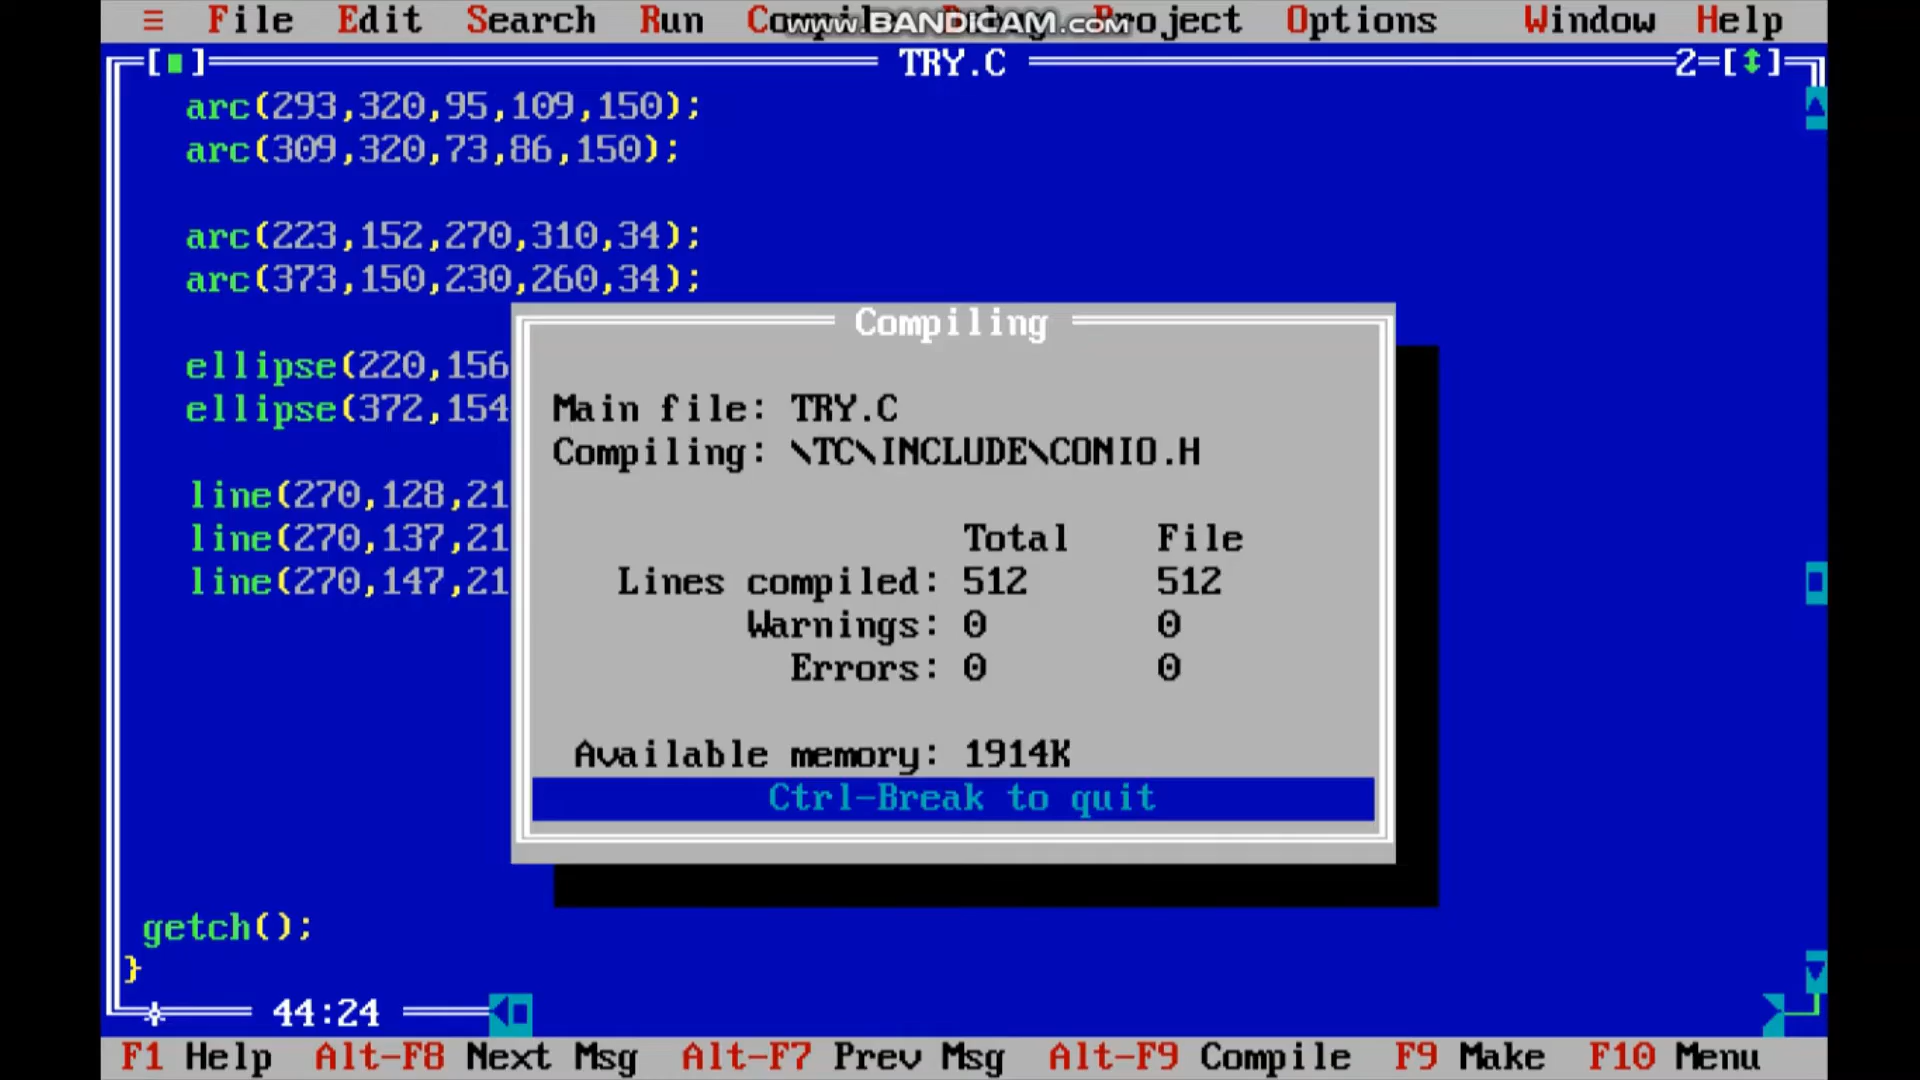 ≡ File Edit Search Run Compile Debug Project Options Window Help
www.BANDICAM.com
[■] TRY.C 2=[↕]
arc(293,320,95,109,150);
arc(309,320,73,86,150);
arc(223,152,270,310,34);
arc(373,150,230,260,34);
ellipse(220,156
ellipse(372,154
line(270,128,21
line(270,137,21
line(270,147,21
Compiling
Main file: TRY.C
Compiling: \TC\INCLUDE\CONIO.H
Total File
Lines compiled: 512 512
Warnings: 0 0
Errors: 0 0
Available memory: 1914K
Ctrl-Break to quit
getch();
}
44:24
F1 Help Alt-F8 Next Msg Alt-F7 Prev Msg Alt-F9 Compile F9 Make F10 Menu